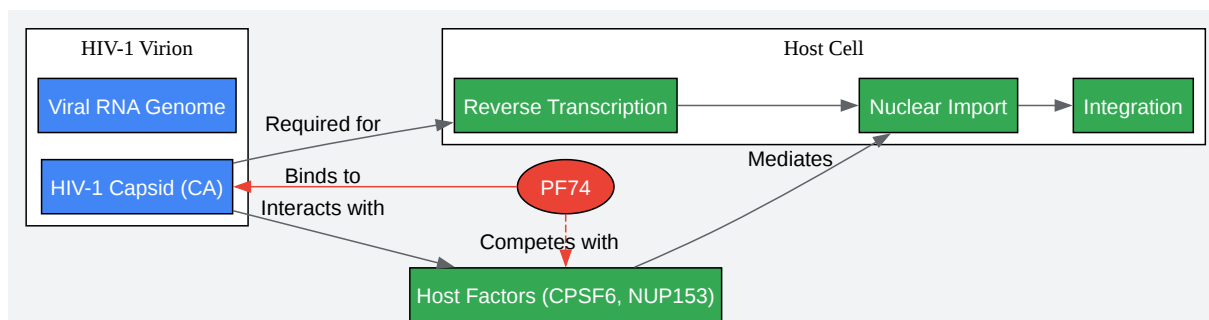 HIV-1 Virion
Host Cell
Viral RNA Genome
Reverse Transcription
Nuclear Import
Integration
Required for
Mediates
HIV-1 Capsid (CA)
Binds to
PF74
Interacts with
Competes with
Host Factors (CPSF6, NUP153)